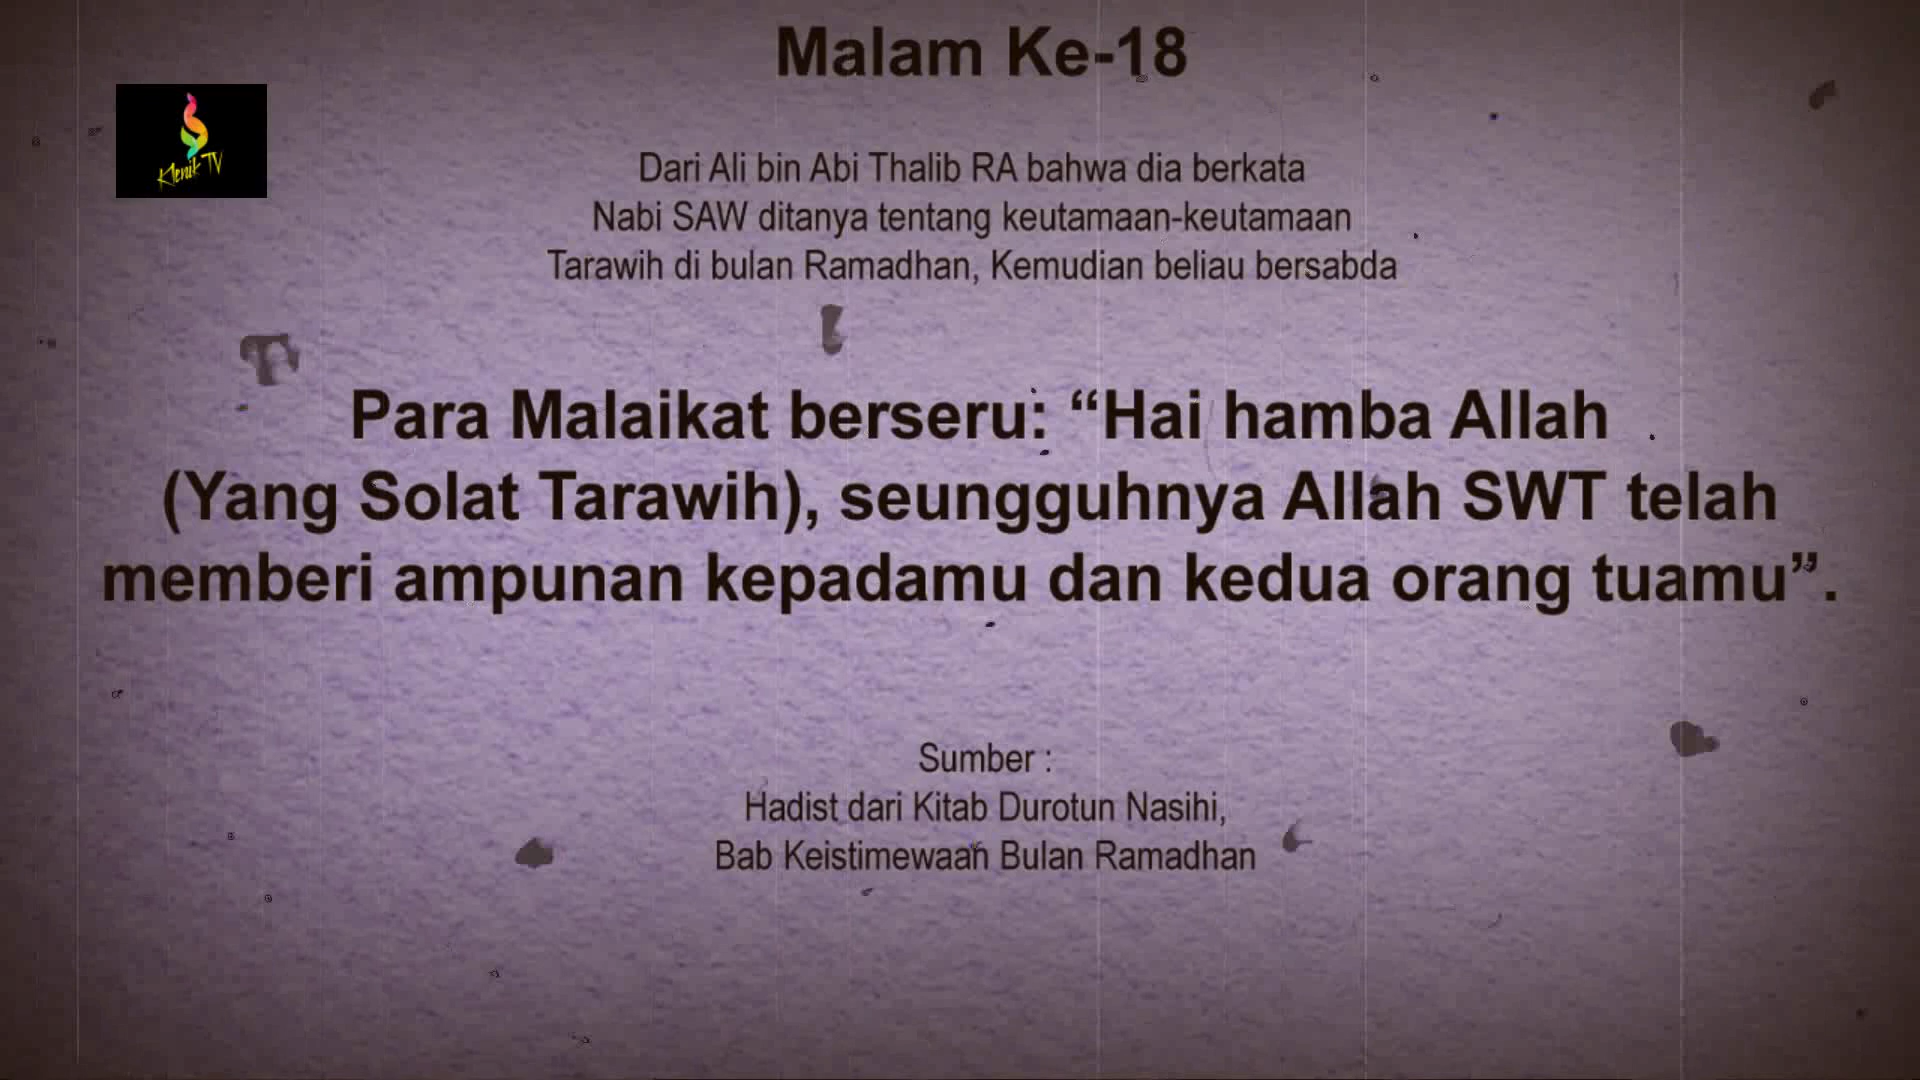 Malam Ke-18
Klenik TV
Dari Ali bin Abi Thalib RA bahwa dia berkata
Nabi SAW ditanya tentang keutamaan-keutamaan
Tarawih di bulan Ramadhan, Kemudian beliau bersabda
Para Malaikat berseru: “Hai hamba Allah
(Yang Solat Tarawih), seungguhnya Allah SWT telah
memberi ampunan kepadamu dan kedua orang tuamu”.
Sumber :
Hadist dari Kitab Durotun Nasihi,
Bab Keistimewaan Bulan Ramadhan